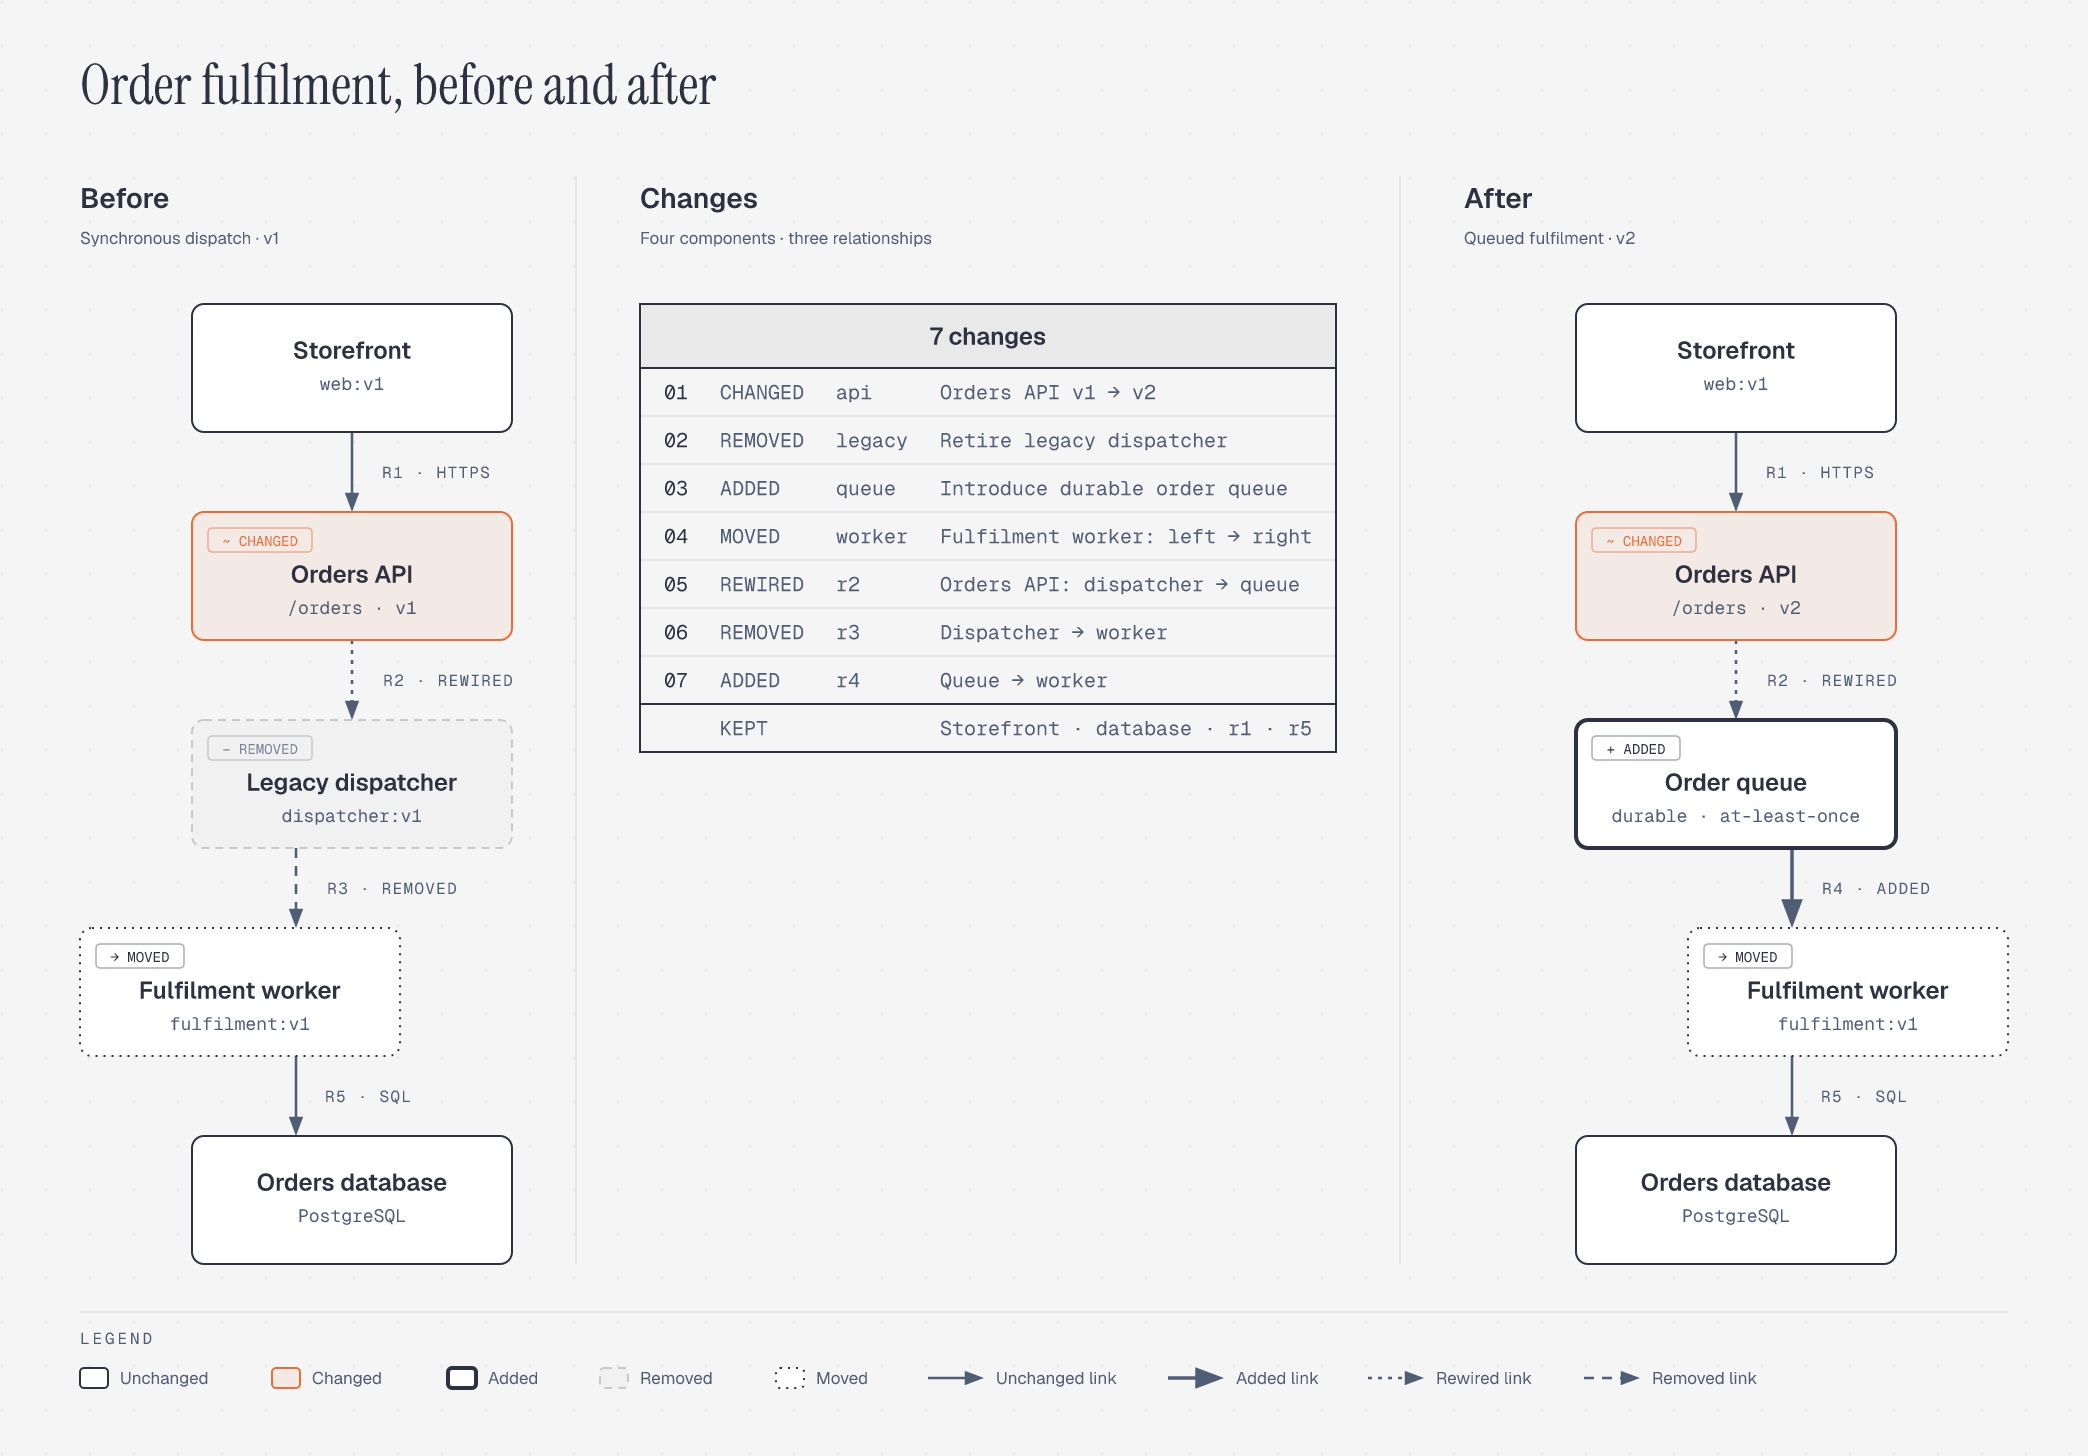 Order fulfilment, before and after
Before
Synchronous dispatch · v1
Storefront
web:v1
R1 · HTTPS
~ CHANGED
Orders API
/orders · v1
R2 · REWIRED
− REMOVED
Legacy dispatcher
dispatcher:v1
R3 · REMOVED
→ MOVED
Fulfilment worker
fulfilment:v1
R5 · SQL
Orders database
PostgreSQL
Changes
Four components · three relationships
7 changes
01 CHANGED api Orders API v1 → v2
02 REMOVED legacy Retire legacy dispatcher
03 ADDED queue Introduce durable order queue
04 MOVED worker Fulfilment worker: left → right
05 REWIRED r2 Orders API: dispatcher → queue
06 REMOVED r3 Dispatcher → worker
07 ADDED r4 Queue → worker
KEPT Storefront · database · r1 · r5
After
Queued fulfilment · v2
Storefront
web:v1
R1 · HTTPS
~ CHANGED
Orders API
/orders · v2
R2 · REWIRED
+ ADDED
Order queue
durable · at-least-once
R4 · ADDED
→ MOVED
Fulfilment worker
fulfilment:v1
R5 · SQL
Orders database
PostgreSQL
LEGEND
Unchanged Changed Added Removed Moved Unchanged link Added link Rewired link Removed link